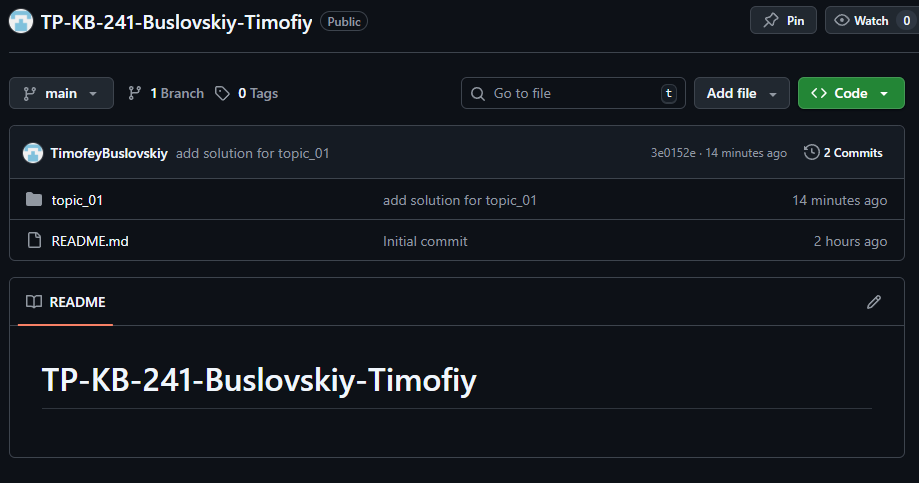 TP-KB-241-Buslovskiy-Timofiy Public Pin Watch 0
main 1 Branch 0 Tags Go to file t Add file Code
TimofeyBuslovskiy add solution for topic_01 3e0152e · 14 minutes ago 2 Commits
topic_01 add solution for topic_01 14 minutes ago
README.md Initial commit 2 hours ago
README
TP-KB-241-Buslovskiy-Timofiy